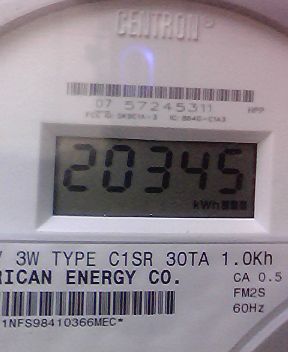 CENTRON®
07 57245311
20345
kWh
3W TYPE C1SR 30TA 1.0Kh
RICAN ENERGY CO.
CA 0.5
FM2S
60Hz
1NFS98410366MEC*